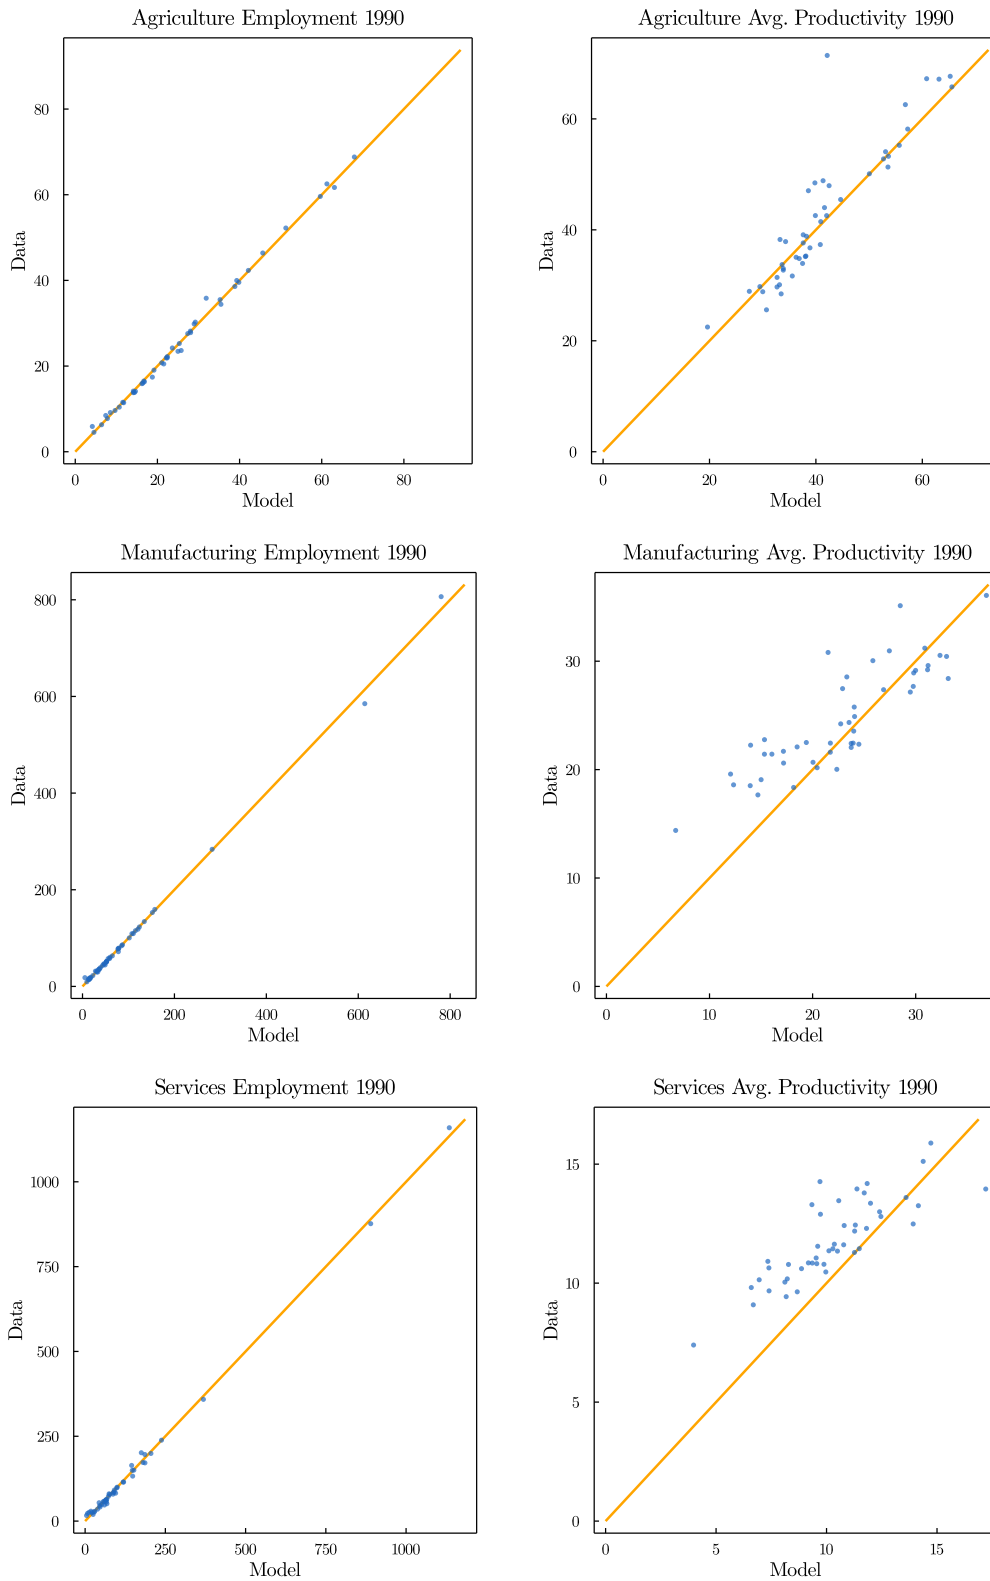 Agriculture Employment 1990
Data
80
60
40
20
0
0 20 40 60 80
Model
Agriculture Avg. Productivity 1990
Data
60
40
20
0
0 20 40 60
Model
Manufacturing Employment 1990
Data
800
600
400
200
0
0 200 400 600 800
Model
Manufacturing Avg. Productivity 1990
Data
30
20
10
0
0 10 20 30
Model
Services Employment 1990
Data
1000
750
500
250
0
0 250 500 750 1000
Model
Services Avg. Productivity 1990
Data
15
10
5
0
0 5 10 15
Model